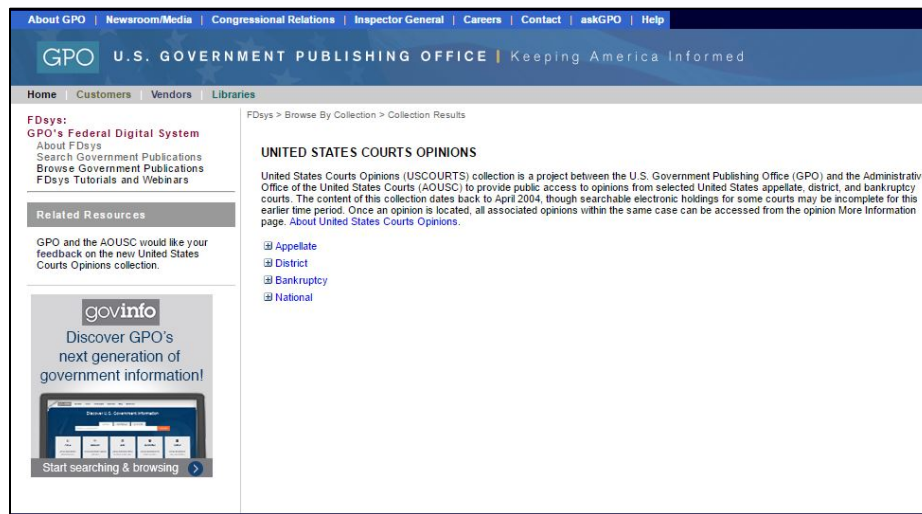 About GPO | Newsroom/Media | Congressional Relations | Inspector General | Careers | Contact | askGPO | Help
GPO U.S. GOVERNMENT PUBLISHING OFFICE | Keeping America Informed
Home | Customers | Vendors | Libraries
FDsys:
GPO's Federal Digital System
About FDsys
Search Government Publications
Browse Government Publications
FDsys Tutorials and Webinars
Related Resources
GPO and the AOUSC would like your
feedback on the new United States
Courts Opinions collection.
govinfo
Discover GPO's
next generation of
government information!
Discover U.S. Government Information
Start searching & browsing
FDsys > Browse By Collection > Collection Results
UNITED STATES COURTS OPINIONS
United States Courts Opinions (USCOURTS) collection is a project between the U.S. Government Publishing Office (GPO) and the Administrativ
Office of the United States Courts (AOUSC) to provide public access to opinions from selected United States appellate, district, and bankruptcy
courts. The content of this collection dates back to April 2004, though searchable electronic holdings for some courts may be incomplete for this
earlier time period. Once an opinion is located, all associated opinions within the same case can be accessed from the opinion More Information
page. About United States Courts Opinions.
Appellate
District
Bankruptcy
National